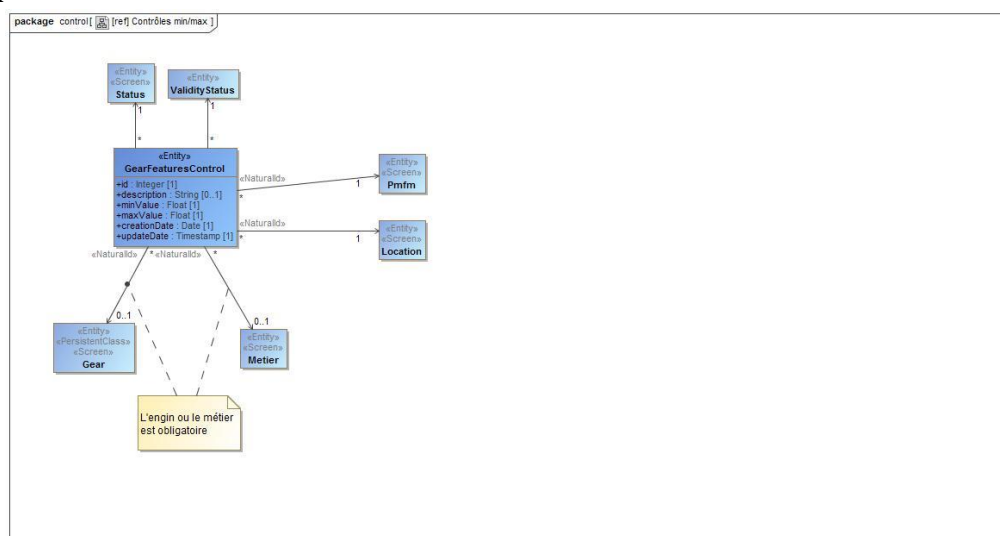 package control[ [ref] Contrôles min/max ]
«Entity»
«Screen»
Status
«Entity»
ValidityStatus
1
1
*
*
«Entity»
GearFeaturesControl
+id : Integer [1]
+description : String [0..1]
+minValue : Float [1]
+maxValue : Float [1]
+creationDate : Date [1]
+updateDate : Timestamp [1]
«NaturalId»
*
1
«Entity»
«Screen»
Pmfm
«NaturalId»
*
1
«Entity»
«Screen»
Location
«NaturalId»
*
«NaturalId»
*
0..1
0..1
«Entity»
«PersistentClass»
«Screen»
Gear
«Entity»
«Screen»
Metier
L'engin ou le métier
est obligatoire